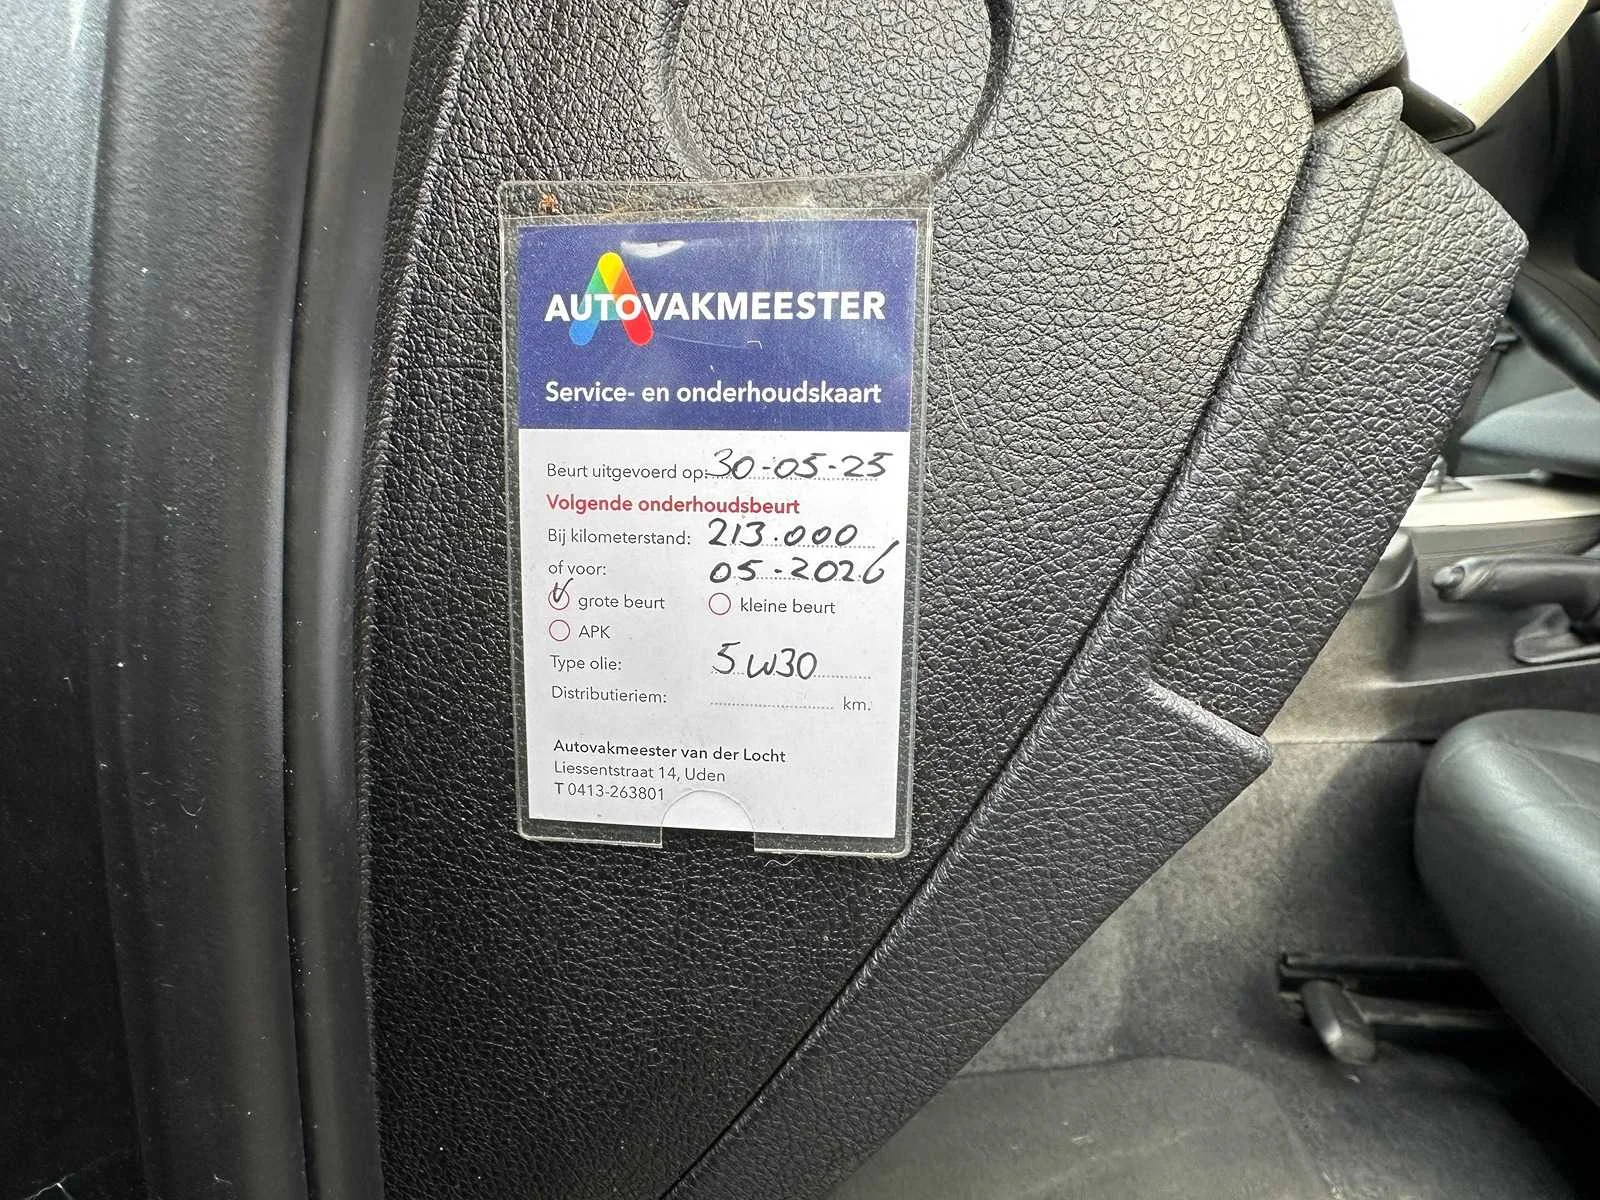 AUTOVAKMEESTER
Service- en onderhoudskaart
Beurt uitgevoerd op: 30-05-25
Volgende onderhoudsbeurt
Bij kilometerstand: 213.000
of voor: 05-2026
grote beurt kleine beurt
APK
Type olie: 5W30
Distributieriem: km.
Autovakmeester van der Locht
Liessentstraat 14, Uden
T 0413-263801